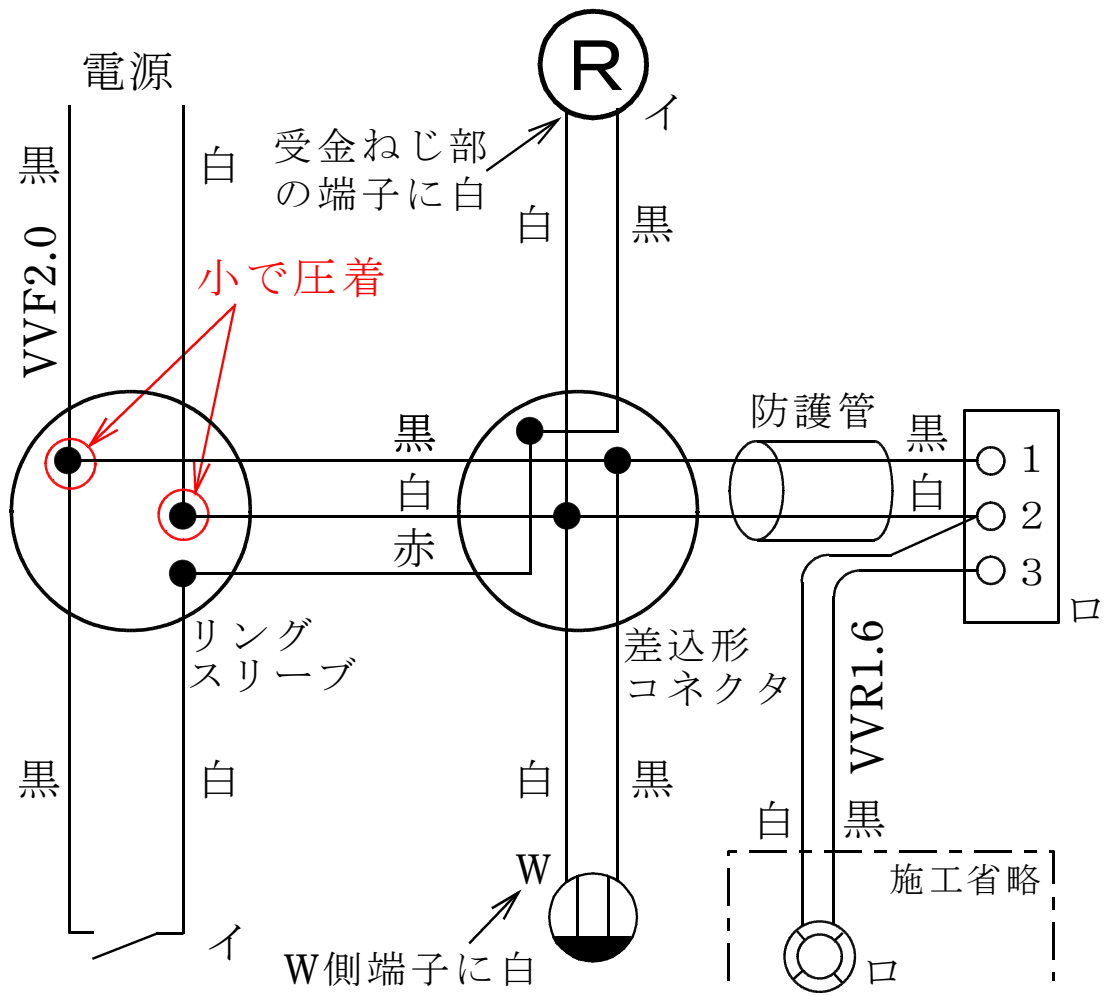 電源
R
イ
受金ねじ部
の端子に白
黒
白
白
黒
VVF2.0
小で圧着
防護管
黒
黒
1
白
白
2
赤
3
ロ
リング
スリーブ
差込形
コネクタ
VVR1.6
黒
白
白
黒
白
黒
W
施工省略
イ
W側端子に白
ロ